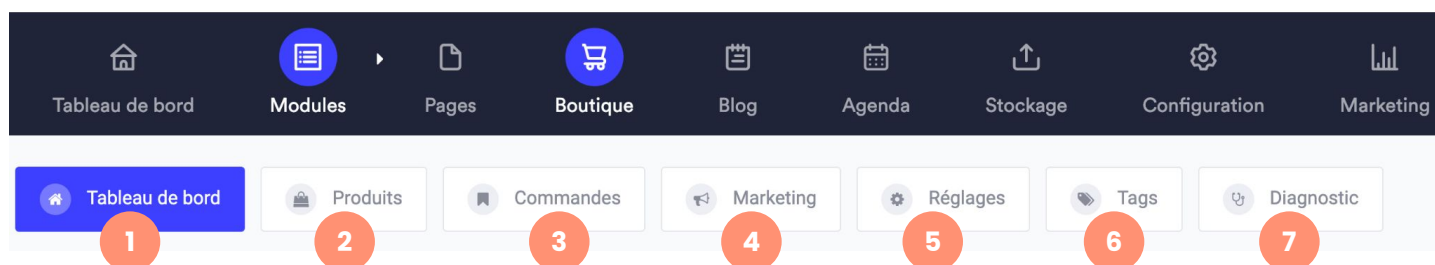 Tableau de bord Modules Pages Boutique Blog Agenda Stockage Configuration Marketing
Tableau de bord Produits Commandes Marketing Réglages Tags Diagnostic
1 2 3 4 5 6 7